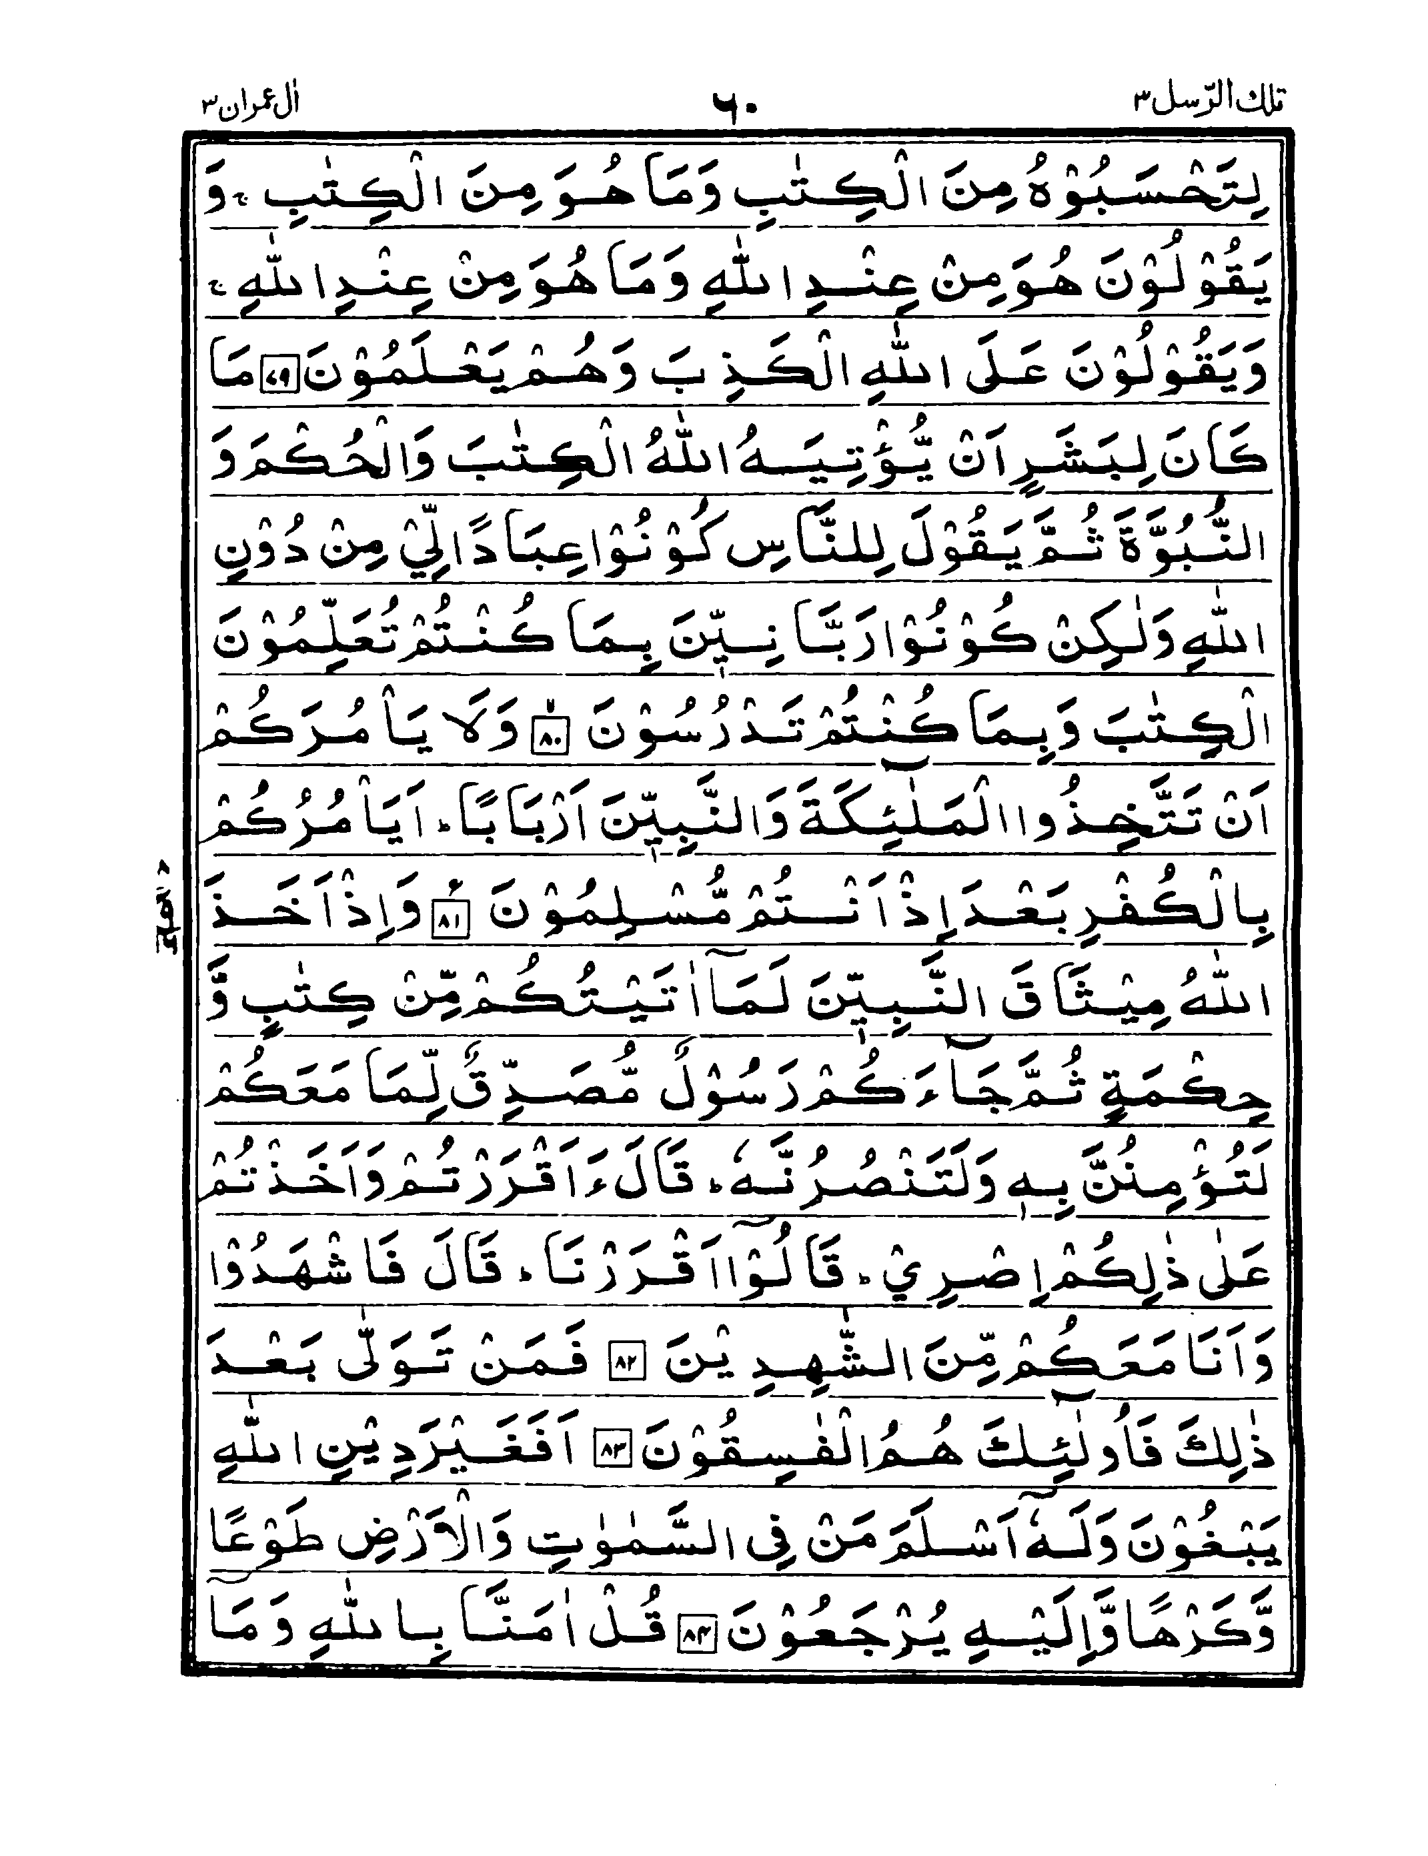 تلك الرّسل ٣
٦٠
اٰل عمران ٣
لِتَحْسَبُوْهُ مِنَ الْكِتٰبِ وَمَا هُوَ مِنَ الْكِتٰبِ ۚ وَ
يَقُوْلُوْنَ هُوَ مِنْ عِنْدِ اللّٰهِ وَمَا هُوَ مِنْ عِنْدِ اللّٰهِ ۚ
وَيَقُوْلُوْنَ عَلَى اللّٰهِ الْكَذِبَ وَهُمْ يَعْلَمُوْنَ ٧٩ مَا
كَانَ لِبَشَرٍ اَنْ يُّؤْتِيَهُ اللّٰهُ الْكِتٰبَ وَالْحُكْمَ وَ
النُّبُوَّةَ ثُمَّ يَقُوْلَ لِلنَّاسِ كُوْنُوْا عِبَادًا لِّيْ مِنْ دُوْنِ
اللّٰهِ وَلٰكِنْ كُوْنُوْا رَبَّانِيّٖنَ بِمَا كُنْتُمْ تُعَلِّمُوْنَ
الْكِتٰبَ وَبِمَا كُنْتُمْ تَدْرُسُوْنَ ٨٠ۙ وَلَا يَاْمُرَكُمْ
اَنْ تَتَّخِذُوا الْمَلٰٓئِكَةَ وَالنَّبِيّٖنَ اَرْبَابًا ؕ اَيَاْمُرُكُمْ
بِالْكُفْرِ بَعْدَ اِذْ اَنْتُمْ مُّسْلِمُوْنَ ٨١ وَاِذْ اَخَذَ
اللّٰهُ مِيْثَاقَ النَّبِيّٖنَ لَمَآ اٰتَيْتُكُمْ مِّنْ كِتٰبٍ وَّ
حِكْمَةٍ ثُمَّ جَآءَكُمْ رَسُوْلٌ مُّصَدِّقٌ لِّمَا مَعَكُمْ
لَتُؤْمِنُنَّ بِهٖ وَلَتَنْصُرُنَّهٗ ؕ قَالَ ءَاَقْرَرْتُمْ وَاَخَذْتُمْ
عَلٰى ذٰلِكُمْ اِصْرِيْ ؕ قَالُوْٓا اَقْرَرْنَا ؕ قَالَ فَاشْهَدُوْا
وَاَنَا مَعَكُمْ مِّنَ الشّٰهِدِيْنَ ٨٢ فَمَنْ تَوَلّٰى بَعْدَ
ذٰلِكَ فَاُولٰٓئِكَ هُمُ الْفٰسِقُوْنَ ٨٣ اَفَغَيْرَ دِيْنِ اللّٰهِ
يَبْغُوْنَ وَلَهٗٓ اَسْلَمَ مَنْ فِى السَّمٰوٰتِ وَالْاَرْضِ طَوْعًا
وَّكَرْهًا وَّاِلَيْهِ يُرْجَعُوْنَ ٨٤ قُلْ اٰمَنَّا بِاللّٰهِ وَمَآ